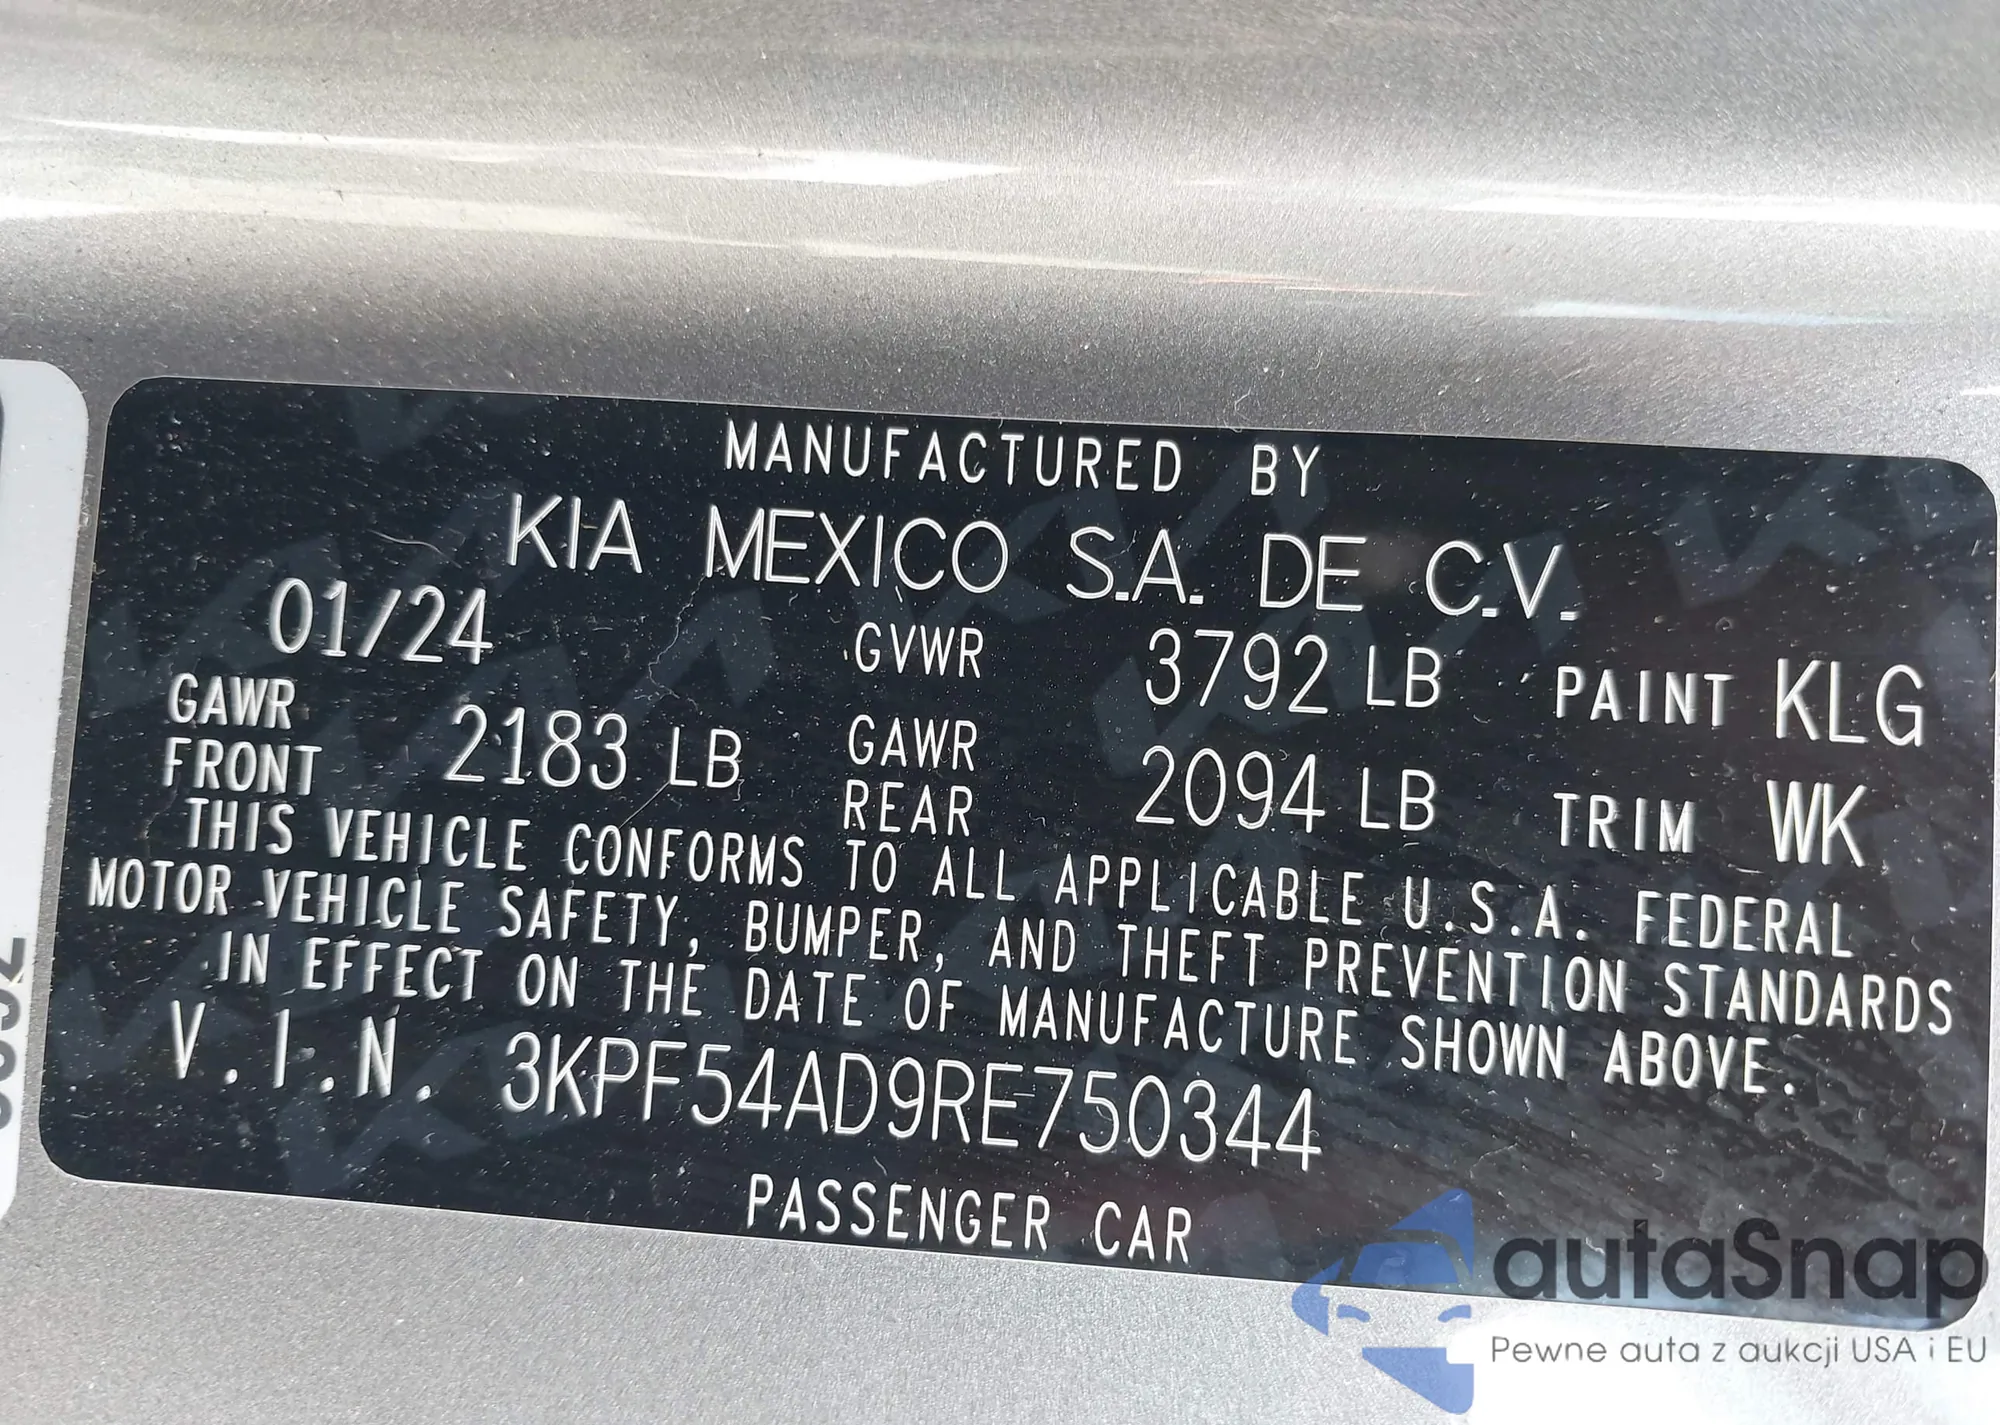 MANUFACTURED BY
KIA MEXICO S.A. DE C.V.
01/24 GVWR 3792 LB PAINT KLG
GAWR FRONT 2183 LB GAWR REAR 2094 LB TRIM WK
THIS VEHICLE CONFORMS TO ALL APPLICABLE U.S.A. FEDERAL
MOTOR VEHICLE SAFETY, BUMPER, AND THEFT PREVENTION STANDARDS
IN EFFECT ON THE DATE OF MANUFACTURE SHOWN ABOVE.
V.I.N. 3KPF54AD9RE750344
PASSENGER CAR
autaSnap
Pewne auta z aukcji USA i EU